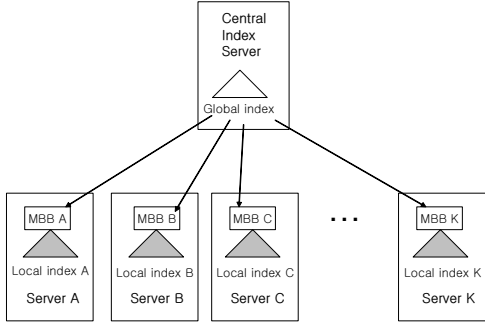 Central
Index
Server
Global index
MBB A
MBB B
MBB C
...
MBB K
Local index A
Local index B
Local index C
Local index K
Server A
Server B
Server C
Server K